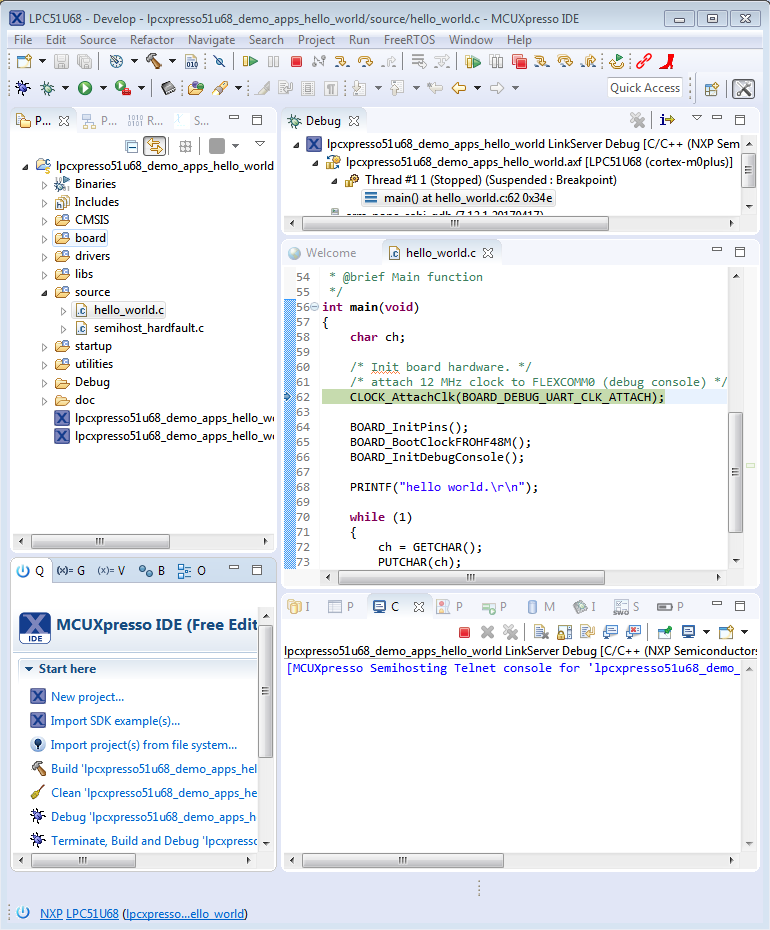 LPC51U68 - Develop - lpcxpresso51u68_demo_apps_hello_world/source/hello_world.c - MCUXpresso IDE
File Edit Source Refactor Navigate Search Project Run FreeRTOS Window Help
Quick Access
P... P... R... S...
lpcxpresso51u68_demo_apps_hello_world
Binaries
Includes
CMSIS
board
drivers
libs
source
hello_world.c
semihost_hardfault.c
startup
utilities
Debug
doc
lpcxpresso51u68_demo_apps_hello_w
lpcxpresso51u68_demo_apps_hello_w
Debug
lpcxpresso51u68_demo_apps_hello_world LinkServer Debug [C/C++ (NXP Sem
lpcxpresso51u68_demo_apps_hello_world.axf [LPC51U68 (cortex-m0plus)]
Thread #1 1 (Stopped) (Suspended : Breakpoint)
main() at hello_world.c:62 0x34e
arm-none-eabi-gdb (7.12.1.20170417)
Welcome hello_world.c
54 * @brief Main function
55 */
56 int main(void)
57 {
58 char ch;
59
60 /* Init board hardware. */
61 /* attach 12 MHz clock to FLEXCOMM0 (debug console) */
62 CLOCK_AttachClk(BOARD_DEBUG_UART_CLK_ATTACH);
63
64 BOARD_InitPins();
65 BOARD_BootClockFROHF48M();
66 BOARD_InitDebugConsole();
67
68 PRINTF("hello world.\r\n");
69
70 while (1)
71 {
72 ch = GETCHAR();
73 PUTCHAR(ch);
Q (x)= G (x)= V B O
MCUXpresso IDE (Free Edit
IDE
Start here
New project...
Import SDK example(s)...
Import project(s) from file system...
Build 'lpcxpresso51u68_demo_apps_hel
Clean 'lpcxpresso51u68_demo_apps_he
Debug 'lpcxpresso51u68_demo_apps_h
Terminate, Build and Debug 'lpcxpresso
I P C P P M I S P
lpcxpresso51u68_demo_apps_hello_world LinkServer Debug [C/C++ (NXP Semiconductors
[MCUXpresso Semihosting Telnet console for 'lpcxpresso51u68_demo_
NXP LPC51U68 (lpcxpresso...ello_world)